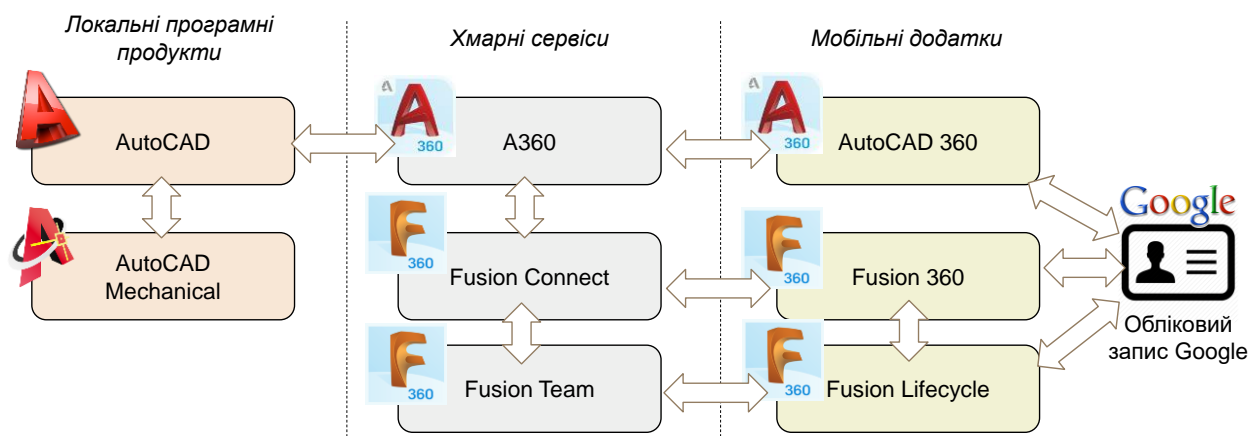 Локальні програмні
продукти
Хмарні сервіси
Мобільні додатки
AutoCAD
360
A360
360
AutoCAD 360
Google
AutoCAD
Mechanical
360
Fusion Connect
360
Fusion 360
Обліковий
запис Google
360
Fusion Team
360
Fusion Lifecycle